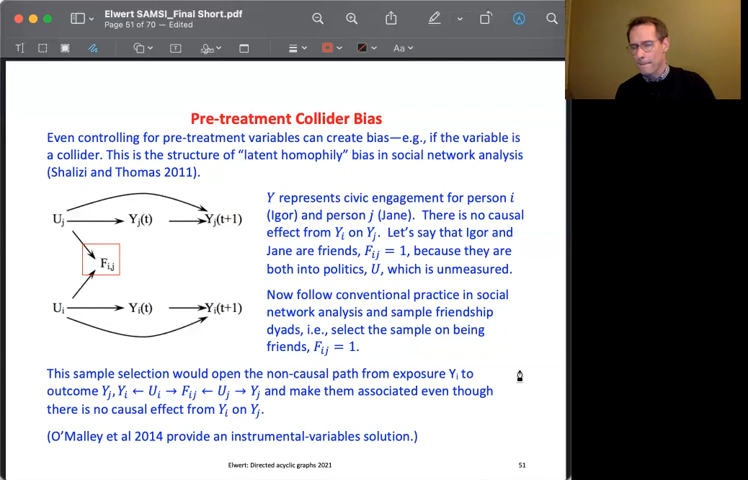 Elwert SAMSI_Final Short.pdf
Page 51 of 70 — Edited
Aa
Pre-treatment Collider Bias
Even controlling for pre-treatment variables can create bias—e.g., if the variable is
a collider. This is the structure of “latent homophily” bias in social network analysis
(Shalizi and Thomas 2011).
Uj Yj(t) Yj(t+1)
Fi,j
Ui Yi(t) Yi(t+1)
Y represents civic engagement for person i
(Igor) and person j (Jane). There is no causal
effect from Yi on Yj. Let’s say that Igor and
Jane are friends, Fij = 1, because they are
both into politics, U, which is unmeasured.
Now follow conventional practice in social
network analysis and sample friendship
dyads, i.e., select the sample on being
friends, Fij = 1.
This sample selection would open the non-causal path from exposure Yi to
outcome Yj, Yi ← Ui → Fij ← Uj → Yj and make them associated even though
there is no causal effect from Yi on Yj.
(O’Malley et al 2014 provide an instrumental-variables solution.)
Elwert: Directed acyclic graphs 2021
51